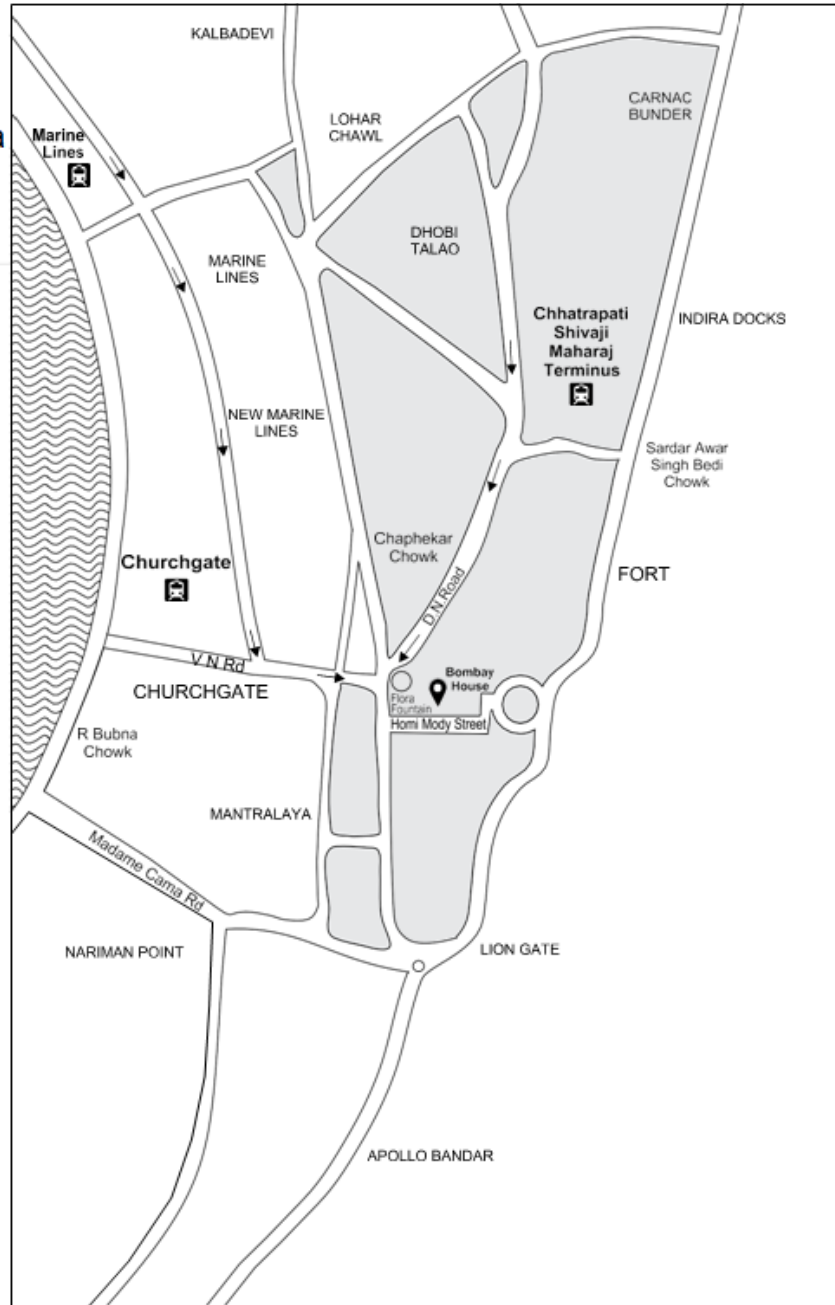 KALBADEVI
CARNAC
BUNDER
LOHAR
CHAWL
a
Marine
Lines
DHOBI
TALAO
MARINE
LINES
Chhatrapati
Shivaji
Maharaj
Terminus
INDIRA DOCKS
NEW MARINE
LINES
Sardar Awar
Singh Bedi
Chowk
Chaphekar
Chowk
Churchgate
FORT
D N Road
V N Rd
CHURCHGATE
Bombay
House
Flora
Fountain
Homi Mody Street
R Bubna
Chowk
MANTRALAYA
Madame Cama Rd
NARIMAN POINT
LION GATE
APOLLO BANDAR